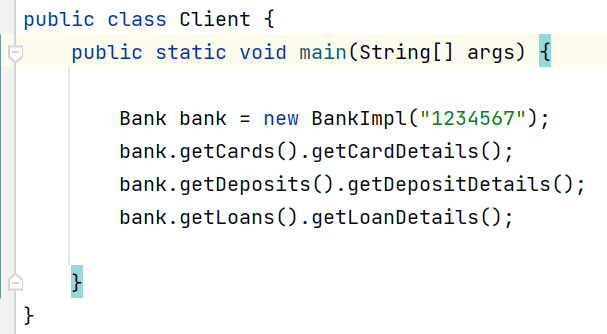 public class Client {
public static void main(String[] args) {
Bank bank = new BankImpl("1234567");
bank.getCards().getCardDetails();
bank.getDeposits().getDepositDetails();
bank.getLoans().getLoanDetails();
}
}